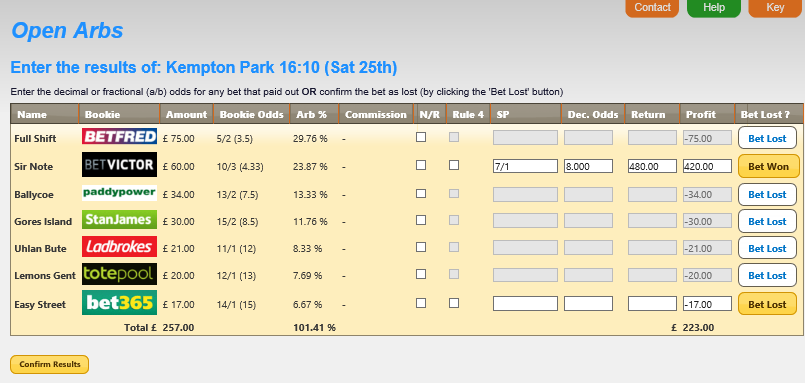 Contact Help Key
Open Arbs
Enter the results of: Kempton Park 16:10 (Sat 25th)
Enter the decimal or fractional (a/b) odds for any bet that paid out OR confirm the bet as lost (by clicking the 'Bet Lost' button)
Name Bookie Amount Bookie Odds Arb % Commission N/R Rule 4 SP Dec. Odds Return Profit Bet Lost ?
Full Shift BETFRED £ 75.00 5/2 (3.5) 29.76 % - -75.00 Bet Lost
Sir Note BETVICTOR £ 60.00 10/3 (4.33) 23.87 % - 7/1 8.000 480.00 420.00 Bet Won
Ballycoe paddypower £ 34.00 13/2 (7.5) 13.33 % - -34.00 Bet Lost
Gores Island StanJames £ 30.00 15/2 (8.5) 11.76 % - -30.00 Bet Lost
Uhlan Bute Ladbrokes £ 21.00 11/1 (12) 8.33 % - -21.00 Bet Lost
Lemons Gent totepool £ 20.00 12/1 (13) 7.69 % - -20.00 Bet Lost
Easy Street bet365 £ 17.00 14/1 (15) 6.67 % - -17.00 Bet Lost
Total £ 257.00 101.41 % £ 223.00
Confirm Results